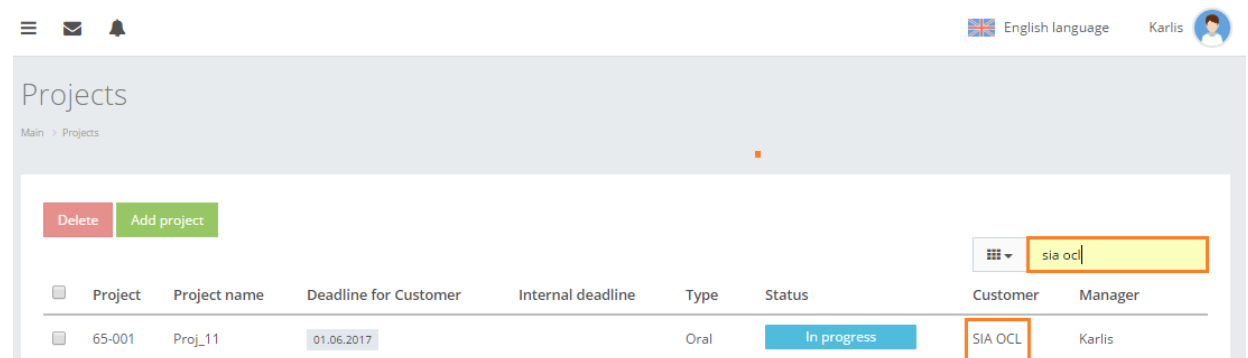 English language Karlis
Projects
Main > Projects
Delete Add project
sia ocl
Project Project name Deadline for Customer Internal deadline Type Status Customer Manager
65-001 Proj_11 01.06.2017 Oral In progress SIA OCL Karlis